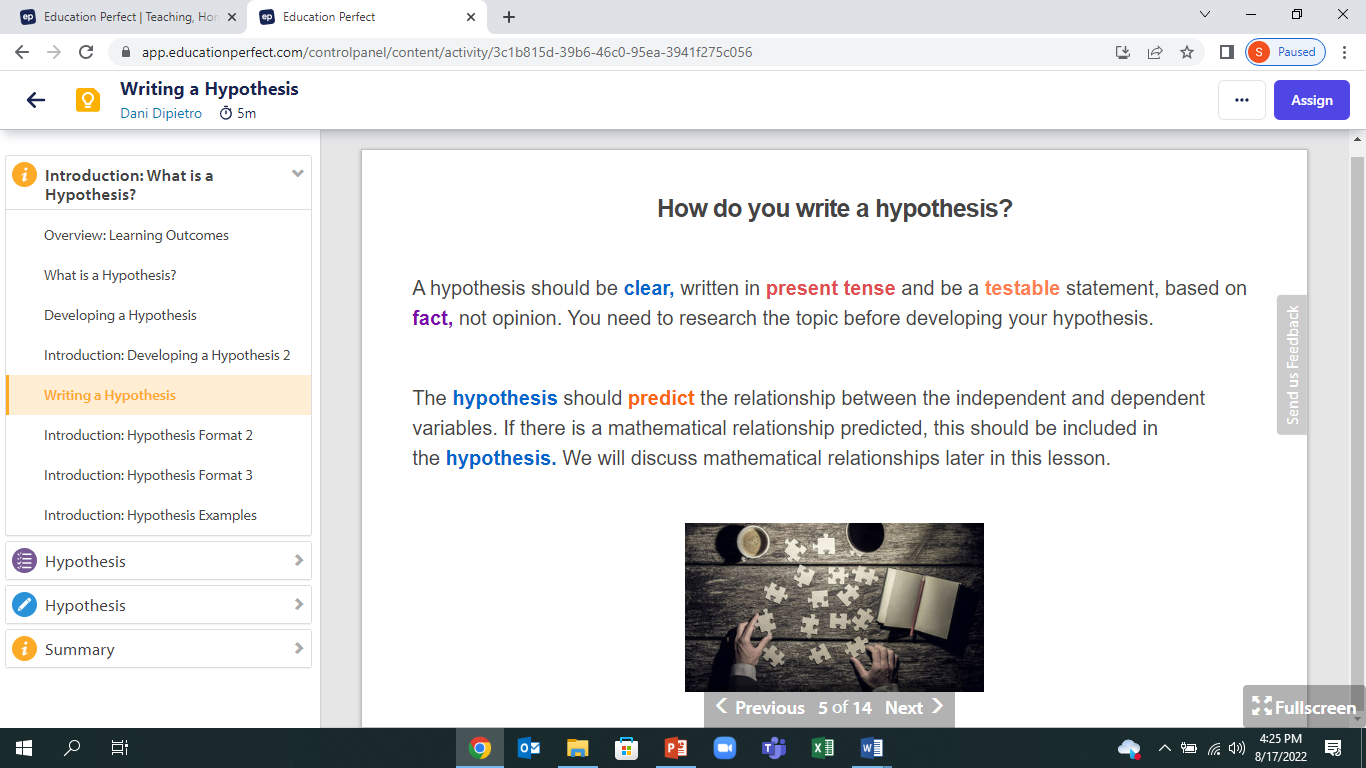 Education Perfect | Teaching, Hor
Education Perfect
app.educationperfect.com/controlpanel/content/activity/3c1b815d-39b6-46c0-95ea-3941f275c056
S Paused
Writing a Hypothesis
Dani Dipietro 5m
... Assign
Introduction: What is a
Hypothesis?
Overview: Learning Outcomes
What is a Hypothesis?
Developing a Hypothesis
Introduction: Developing a Hypothesis 2
Writing a Hypothesis
Introduction: Hypothesis Format 2
Introduction: Hypothesis Format 3
Introduction: Hypothesis Examples
Hypothesis
Hypothesis
Summary
How do you write a hypothesis?
A hypothesis should be clear, written in present tense and be a testable statement, based on
fact, not opinion. You need to research the topic before developing your hypothesis.
The hypothesis should predict the relationship between the independent and dependent
variables. If there is a mathematical relationship predicted, this should be included in
the hypothesis. We will discuss mathematical relationships later in this lesson.
Send us Feedback
Previous 5 of 14 Next
Fullscreen
4:25 PM
8/17/2022